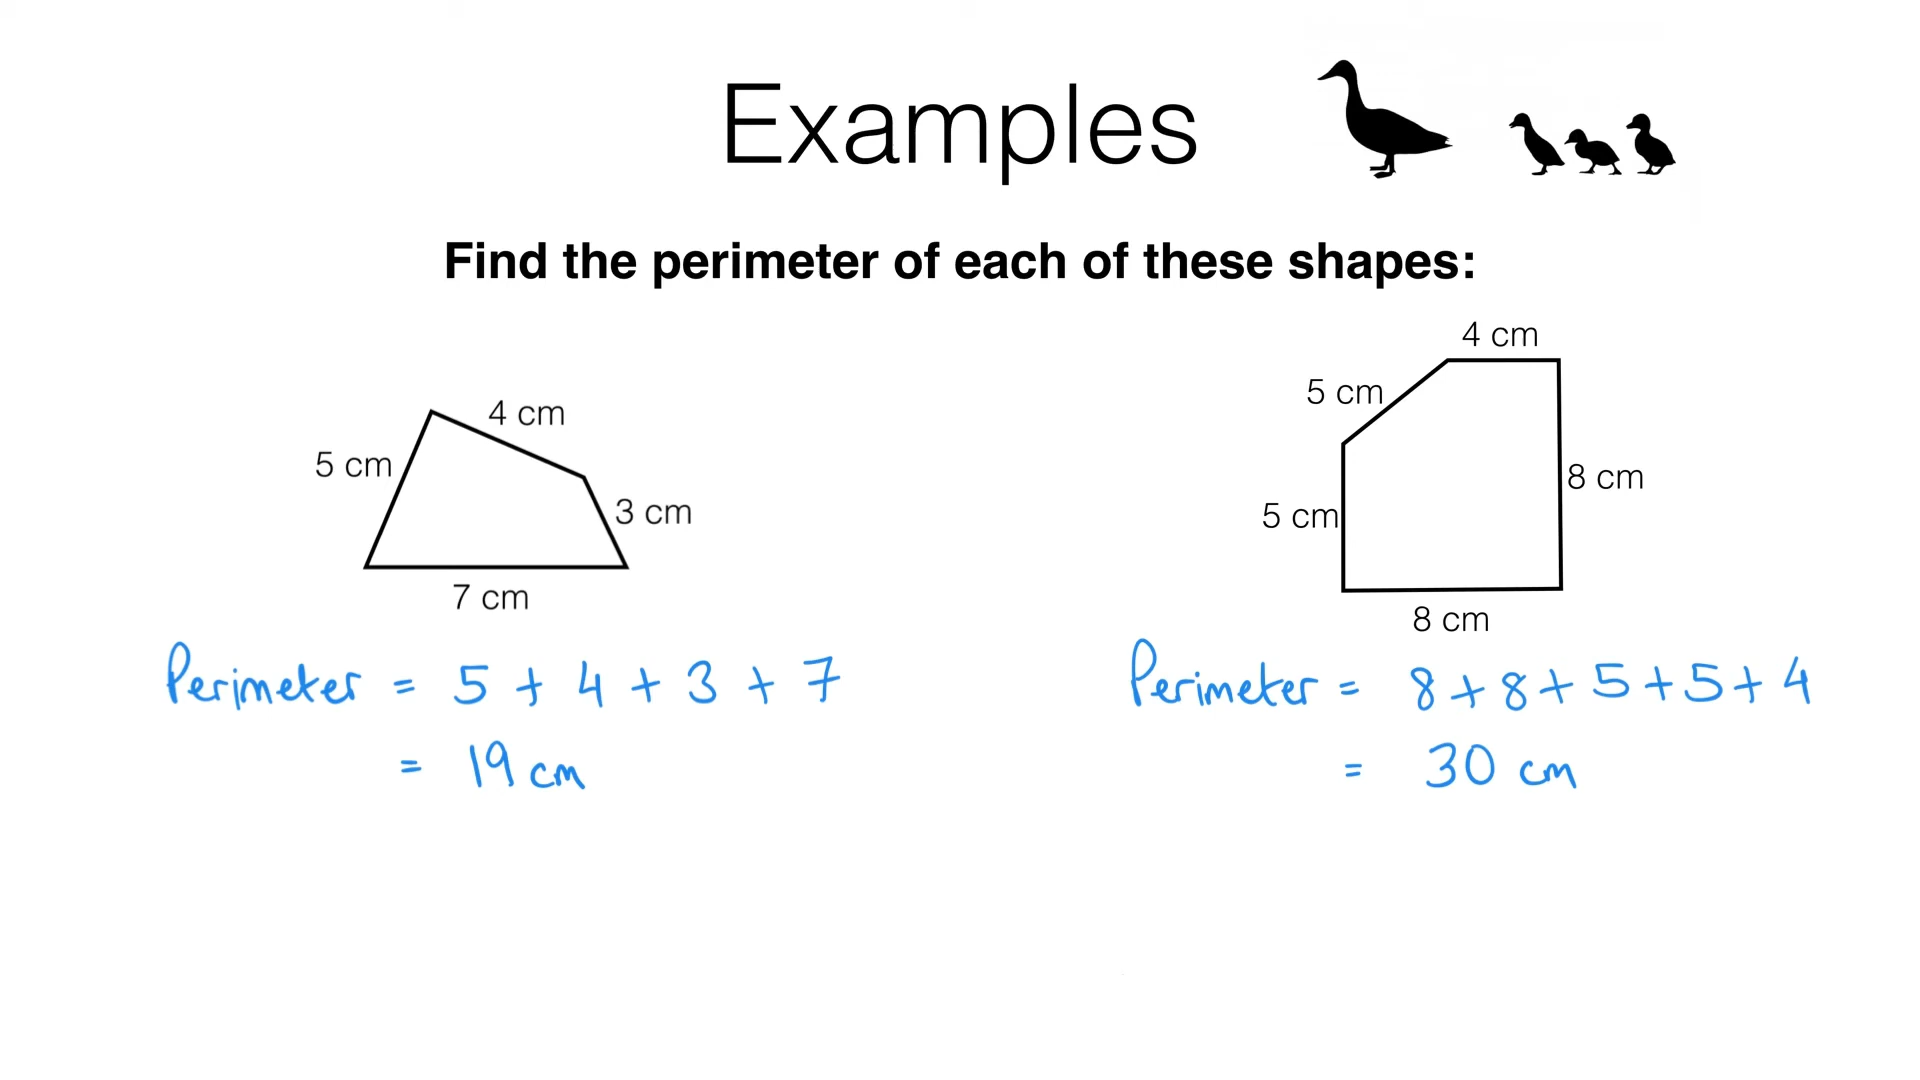 Examples
Find the perimeter of each of these shapes:
4 cm
5 cm
3 cm
7 cm
Perimeter = 5 + 4 + 3 + 7
= 19 cm
4 cm
5 cm
8 cm
5 cm
8 cm
Perimeter = 8 + 8 + 5 + 5 + 4
= 30 cm